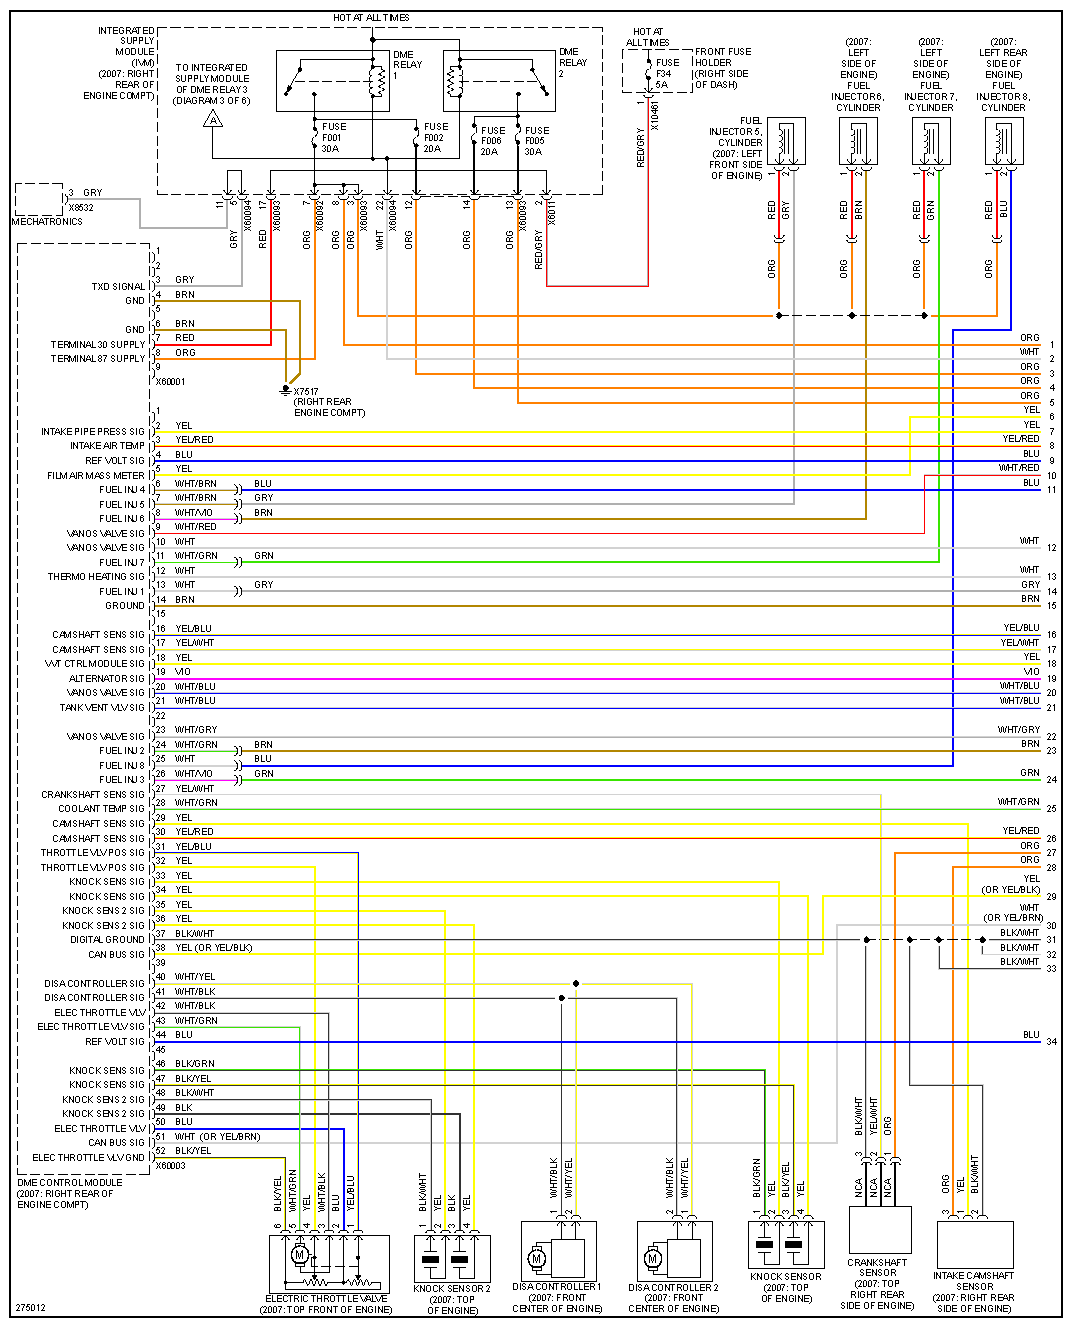 HOT AT ALL TIMES
INTEGRATED
SUPPLY
MODULE
(IVM)
(2007: RIGHT
REAR OF
ENGINE COMPT)
TO INTEGRATED
SUPPLY MODULE
OF DME RELAY 3
(DIAGRAM 3 OF 6)
A
DME
RELAY
1
DME
RELAY
2
FUSE
F001
30A
FUSE
F002
20A
FUSE
F006
20A
FUSE
F005
30A
HOT AT
ALL TIMES
FUSE
F34
5A
FRONT FUSE
HOLDER
(RIGHT SIDE
OF DASH)
1
X10461
RED/GRY
FUEL
INJECTOR 5,
CYLINDER
(2007: LEFT
FRONT SIDE
OF ENGINE)
(2007:
LEFT
SIDE OF
ENGINE)
FUEL
INJECTOR 6,
CYLINDER
(2007:
LEFT
SIDE OF
ENGINE)
FUEL
INJECTOR 7,
CYLINDER
(2007:
LEFT REAR
SIDE OF
ENGINE)
FUEL
INJECTOR 8,
CYLINDER
1 2
1 2
1 2
1 2
RED GRY
RED BRN
RED GRN
RED BLU
ORG
ORG
ORG
ORG
3 GRY
X8532
MECHATRONICS
11
5 X60094
17 X60093
7 X60092
8
3 X60093
22 X60094
12
14
13 X60093
2 X6011
GRY
RED
ORG
ORG
ORG
WHT
ORG
ORG
ORG
RED/GRY
1
2
TXD SIGNAL 3 GRY
GND 4 BRN
5
GND 6 BRN
TERMINAL 30 SUPPLY 7 RED
TERMINAL 87 SUPPLY 8 ORG
9
X60001
X7517
(RIGHT REAR
ENGINE COMPT)
ORG 1
WHT 2
ORG 3
ORG 4
ORG 5
YEL 6
1
INTAKE PIPE PRESS SIG 2 YEL YEL 7
INTAKE AIR TEMP 3 YEL/RED YEL/RED 8
REF VOLT SIG 4 BLU BLU 9
FILM AIR MASS METER 5 YEL WHT/RED 10
FUEL INJ 4 6 WHT/BRN BLU BLU 11
FUEL INJ 5 7 WHT/BRN GRY
FUEL INJ 6 8 WHT/VIO BRN
VANOS VALVE SIG 9 WHT/RED
VANOS VALVE SIG 10 WHT WHT 12
FUEL INJ 7 11 WHT/GRN GRN
THERMO HEATING SIG 12 WHT WHT 13
FUEL INJ 1 13 WHT GRY GRY 14
GROUND 14 BRN BRN 15
15
CAMSHAFT SENS SIG 16 YEL/BLU YEL/BLU 16
CAMSHAFT SENS SIG 17 YEL/WHT YEL/WHT 17
VVT CTRL MODULE SIG 18 YEL YEL 18
ALTERNATOR SIG 19 VIO VIO 19
VANOS VALVE SIG 20 WHT/BLU WHT/BLU 20
TANK VENT VLV SIG 21 WHT/BLU WHT/BLU 21
22
VANOS VALVE SIG 23 WHT/GRY WHT/GRY 22
FUEL INJ 2 24 WHT/GRN BRN BRN 23
FUEL INJ 8 25 WHT BLU
FUEL INJ 3 26 WHT/VIO GRN GRN 24
CRANKSHAFT SENS SIG 27 YEL/WHT
COOLANT TEMP SIG 28 WHT/GRN WHT/GRN 25
CAMSHAFT SENS SIG 29 YEL
CAMSHAFT SENS SIG 30 YEL/RED YEL/RED 26
THROTTLE VLV POS SIG 31 YEL/BLU ORG 27
THROTTLE VLV POS SIG 32 YEL ORG 28
KNOCK SENS SIG 33 YEL YEL
KNOCK SENS SIG 34 YEL (OR YEL/BLK) 29
KNOCK SENS 2 SIG 35 YEL WHT
KNOCK SENS 2 SIG 36 YEL (OR YEL/BRN) 30
DIGITAL GROUND 37 BLK/WHT BLK/WHT 31
CAN BUS SIG 38 YEL (OR YEL/BLK) BLK/WHT 32
39 BLK/WHT 33
DISA CONTROLLER SIG 40 WHT/YEL
DISA CONTROLLER SIG 41 WHT/BLK
ELEC THROTTLE VLV 42 WHT/BLK
ELEC THROTTLE VLV SIG 43 WHT/GRN
REF VOLT SIG 44 BLU BLU 34
45
KNOCK SENS SIG 46 BLK/GRN
KNOCK SENS SIG 47 BLK/YEL
KNOCK SENS 2 SIG 48 BLK/WHT
KNOCK SENS 2 SIG 49 BLK
ELEC THROTTLE VLV 50 BLU
CAN BUS SIG 51 WHT (OR YEL/BRN)
ELEC THROTTLE VLV GND 52 BLK/YEL
X60003
DME CONTROL MODULE
(2007: RIGHT REAR OF
ENGINE COMPT)
BLK/YEL WHT/GRN YEL WHT/BLK BLU YEL/BLU
6 5 4 3 2 1
M
ELECTRIC THROTTLE VALVE
(2007: TOP FRONT OF ENGINE)
BLK/WHT YEL BLK YEL
1 2 3 4
KNOCK SENSOR 2
(2007: TOP
OF ENGINE)
WHT/BLK WHT/YEL
1 2
M
DISA CONTROLLER 1
(2007: FRONT
CENTER OF ENGINE)
WHT/BLK WHT/YEL
2 1
M
DISA CONTROLLER 2
(2007: FRONT
CENTER OF ENGINE)
BLK/GRN YEL BLK/YEL YEL
1 2 3 4
KNOCK SENSOR
(2007: TOP
OF ENGINE)
BLK/WHT YEL/WHT ORG
3 2 1
NCA NCA NCA
CRANKSHAFT
SENSOR
(2007: TOP
RIGHT REAR
SIDE OF ENGINE)
ORG YEL BLK/WHT
3 1 2
INTAKE CAMSHAFT
SENSOR
(2007: RIGHT REAR
SIDE OF ENGINE)
275012